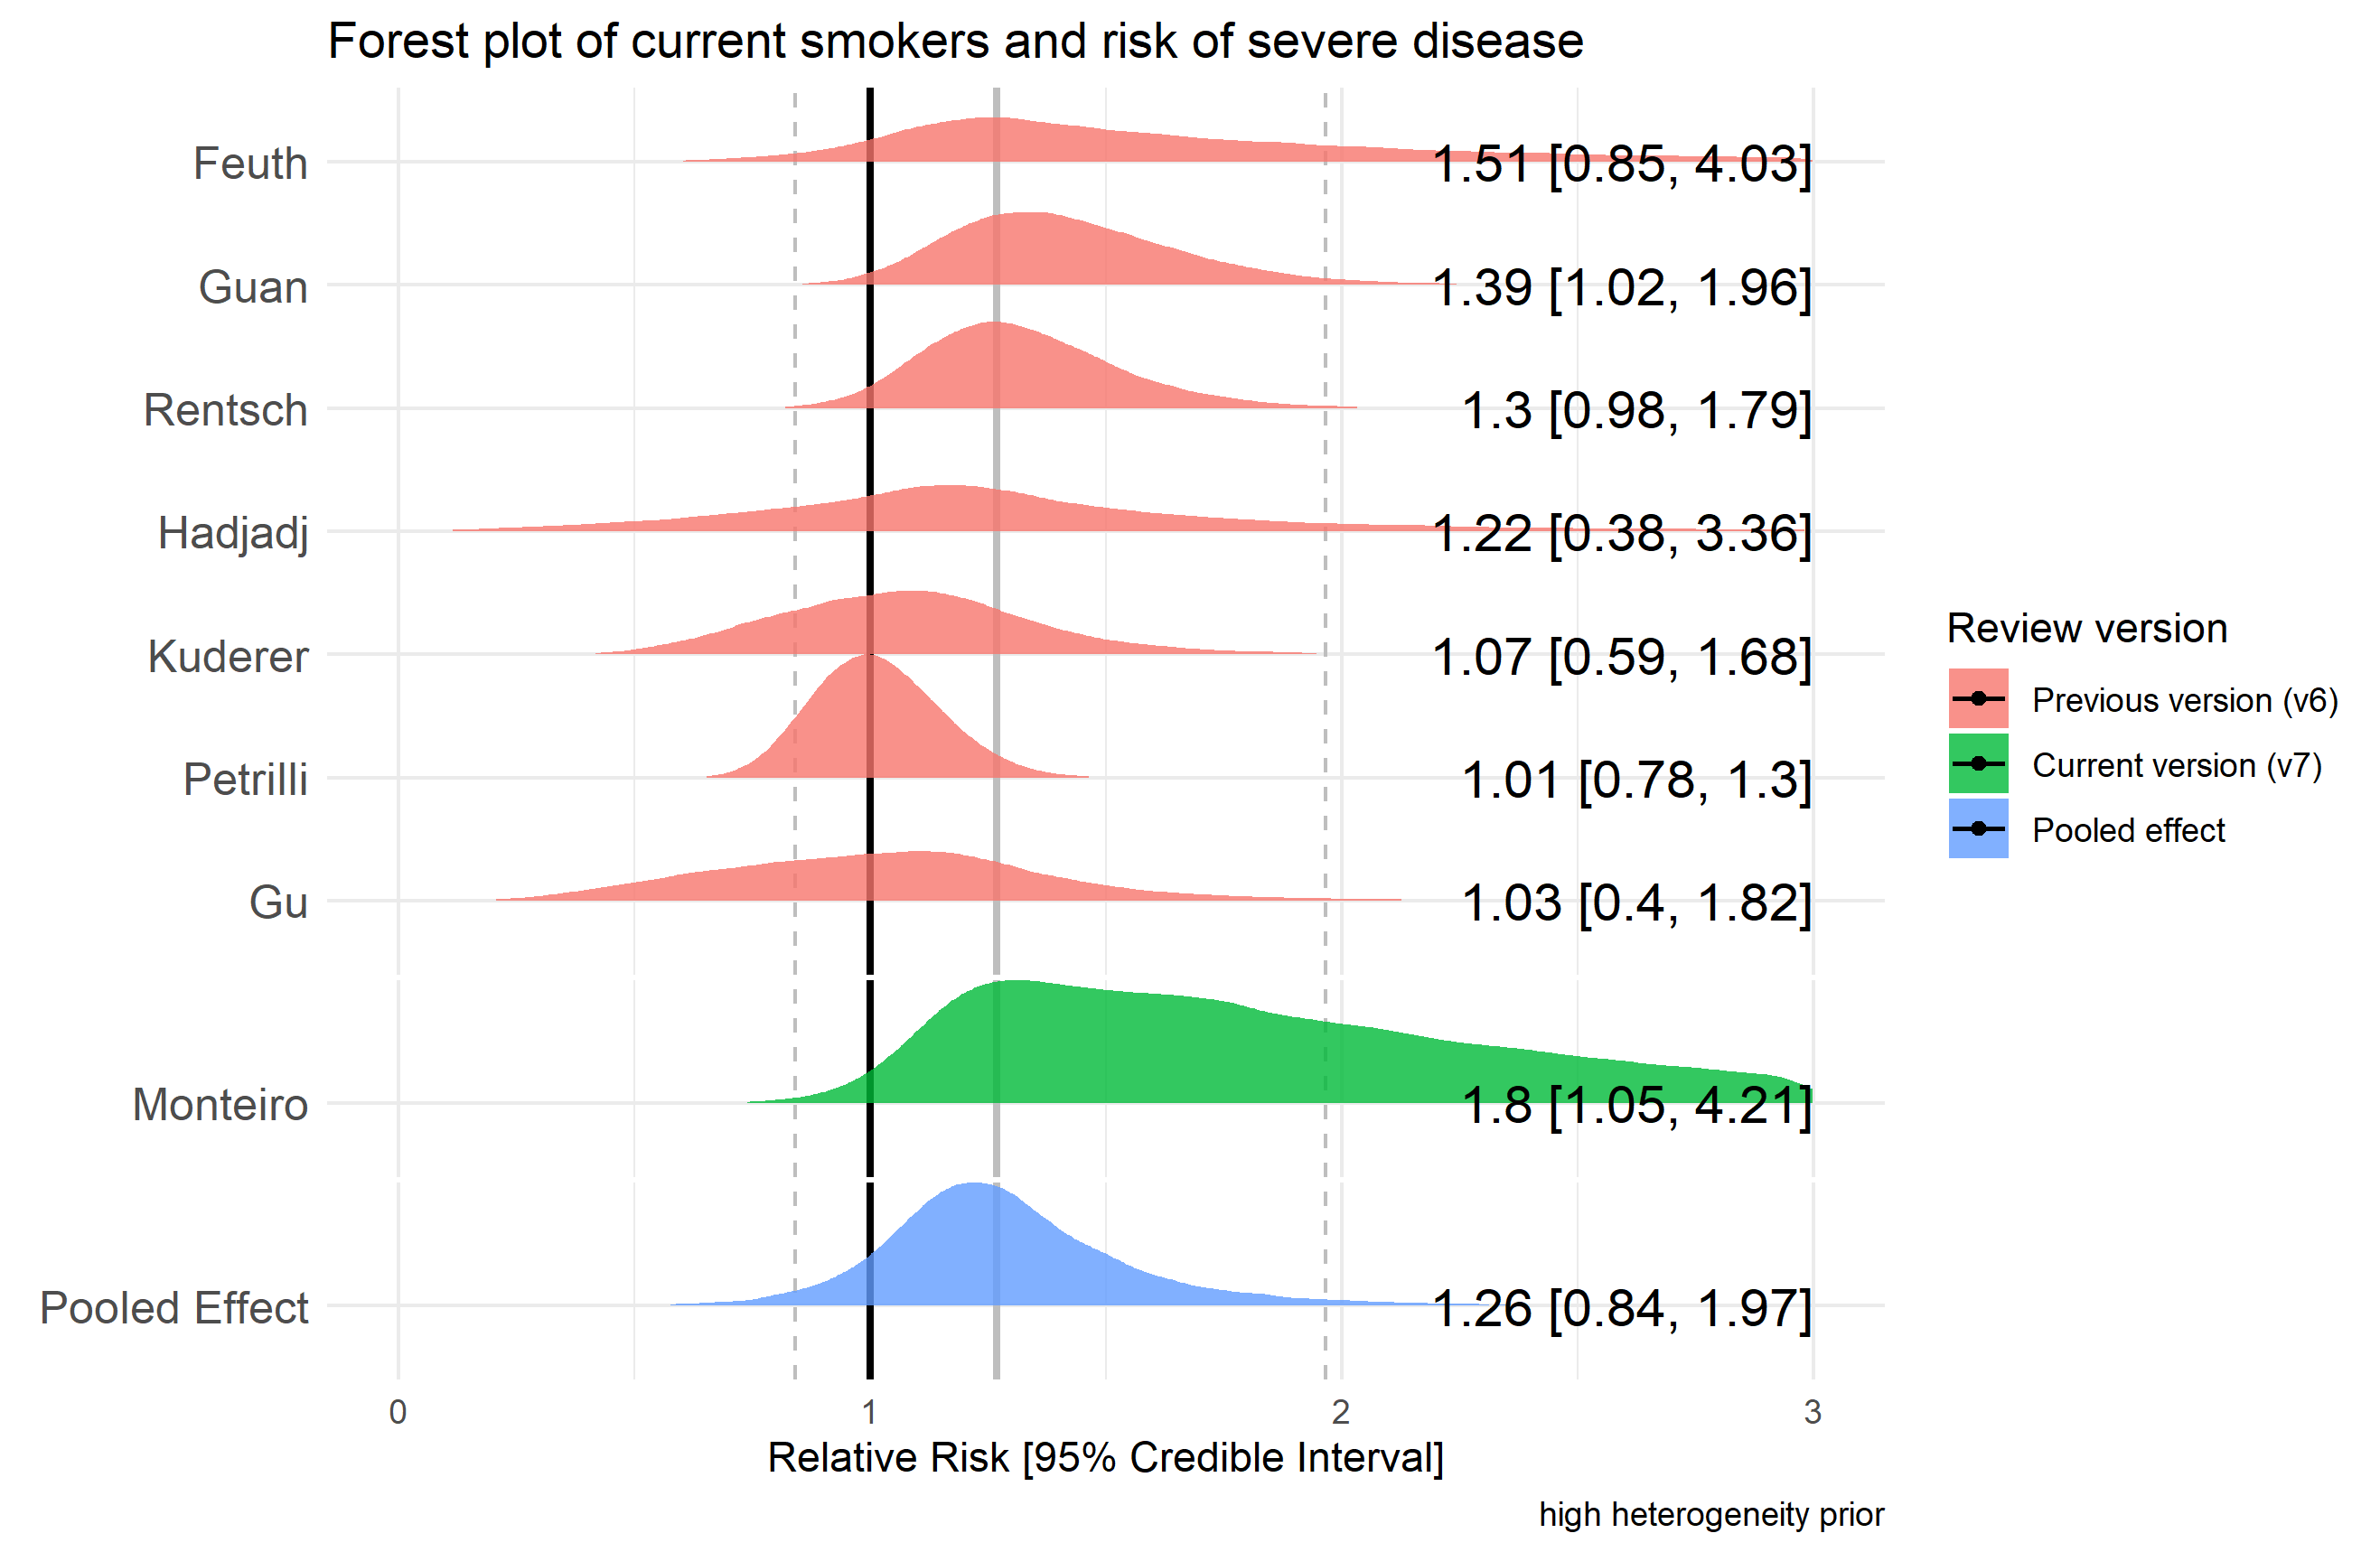 Forest plot of current smokers and risk of severe disease
Feuth 1.51 [0.85, 4.03]
Guan 1.39 [1.02, 1.96]
Rentsch 1.3 [0.98, 1.79]
Hadjadj 1.22 [0.38, 3.36]
Kuderer 1.07 [0.59, 1.68]
Petrilli 1.01 [0.78, 1.3]
Gu 1.03 [0.4, 1.82]
Monteiro 1.8 [1.05, 4.21]
Pooled Effect 1.26 [0.84, 1.97]
0 1 2 3
Relative Risk [95% Credible Interval]
high heterogeneity prior
Review version
Previous version (v6)
Current version (v7)
Pooled effect